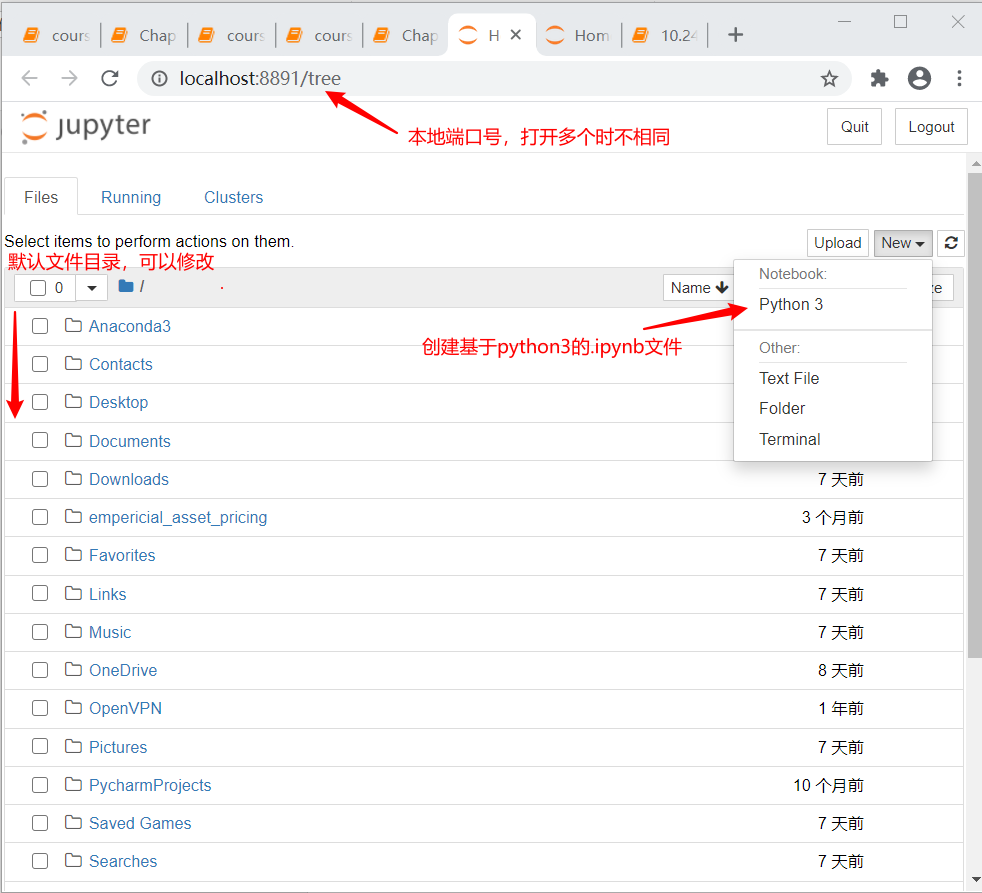 cours
Chap
cours
cours
Chap
H
Hom
10.24
localhost:8891/tree
jupyter
Quit
Logout
本地端口号，打开多个时不相同
Files
Running
Clusters
Select items to perform actions on them.
Upload
New
默认文件目录，可以修改
0
/
Name
ze
Notebook:
Python 3
Other:
Text File
Folder
Terminal
创建基于python3的.ipynb文件
Anaconda3
Contacts
Desktop
Documents
Downloads 7 天前
empericial_asset_pricing 3 个月前
Favorites 7 天前
Links 7 天前
Music 7 天前
OneDrive 8 天前
OpenVPN 1 年前
Pictures 7 天前
PycharmProjects 10 个月前
Saved Games 7 天前
Searches 7 天前